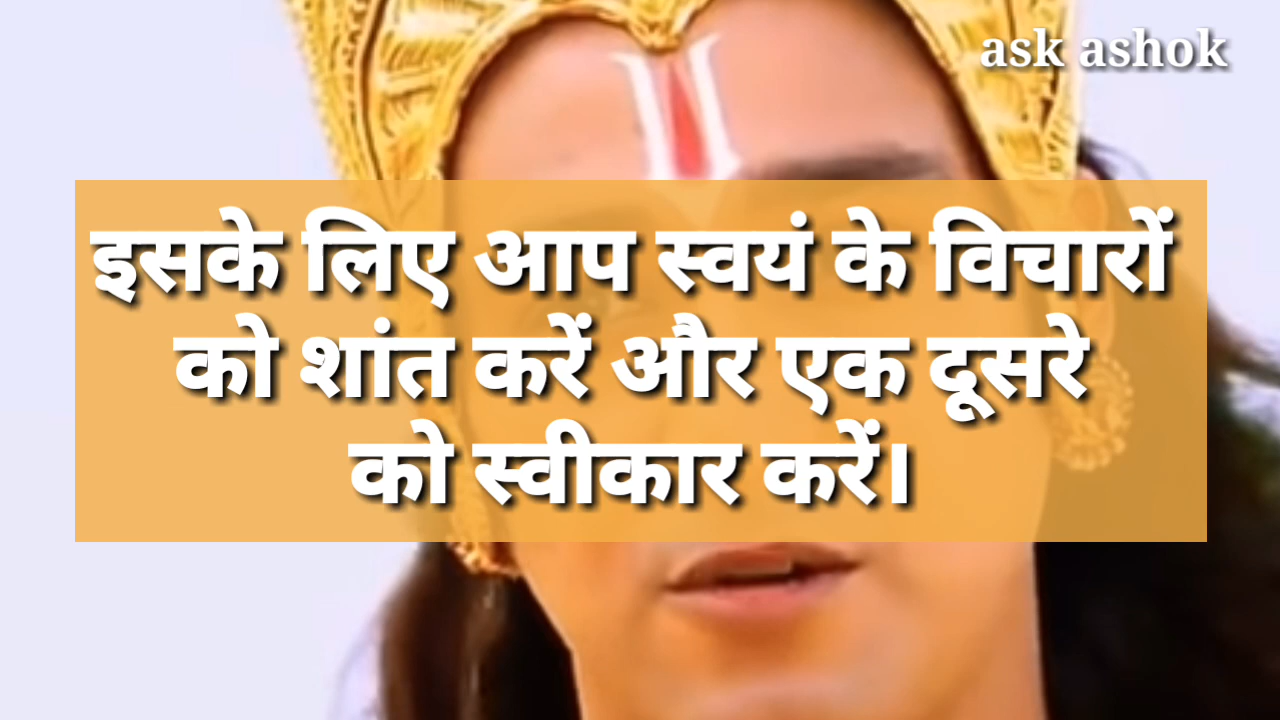 ask ashok
इसके लिए आप स्वयं के विचारों
को शांत करें और एक दूसरे
को स्वीकार करें।